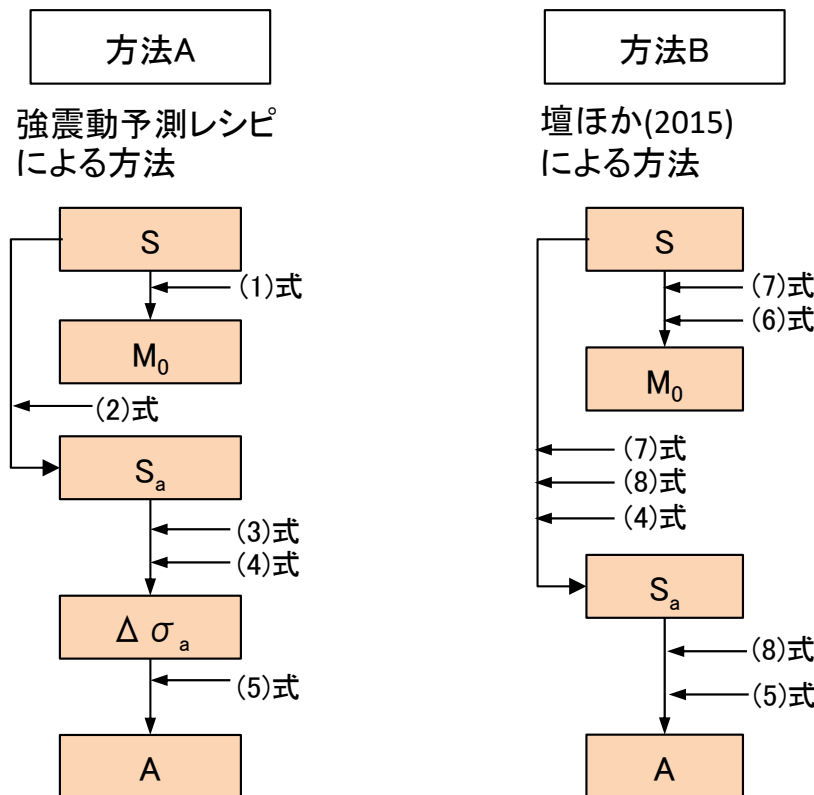 方法A
強震動予測レシピ
による方法
S
(1)式
M₀
(2)式
Sₐ
(3)式
(4)式
Δσₐ
(5)式
A
方法B
壇ほか(2015)
による方法
S
(7)式
(6)式
M₀
(7)式
(8)式
(4)式
Sₐ
(8)式
(5)式
A